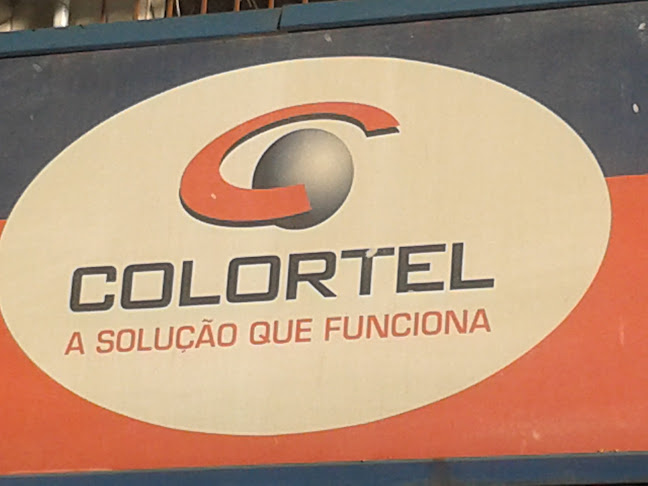 COLORTEL
A SOLUÇÃO QUE FUNCIONA